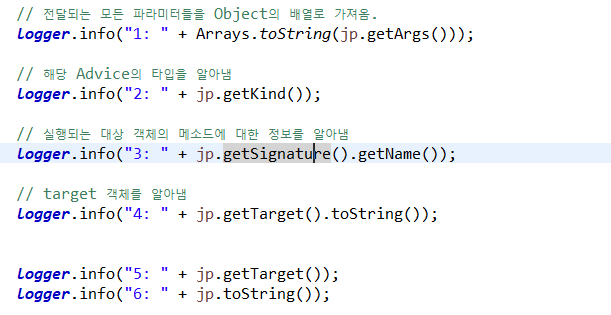 // 전달되는 모든 파라미터들을 Object의 배열로 가져옴.
logger.info("1: " + Arrays.toString(jp.getArgs()));
// 해당 Advice의 타입을 알아냄
logger.info("2: " + jp.getKind());
// 실행되는 대상 객체의 메소드에 대한 정보를 알아냄
logger.info("3: " + jp.getSignature().getName());
// target 객체를 알아냄
logger.info("4: " + jp.getTarget().toString());
logger.info("5: " + jp.getTarget());
logger.info("6: " + jp.toString());